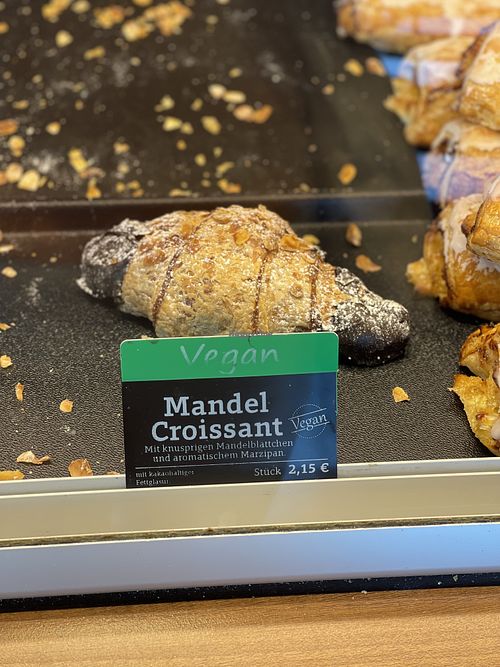 Vegan
Mandel
Croissant
Vegan
Mit knusprigen Mandelblättchen
und aromatischem Marzipan.
mit kakaohaltiger
Fettglasur
Stück 2,15 €